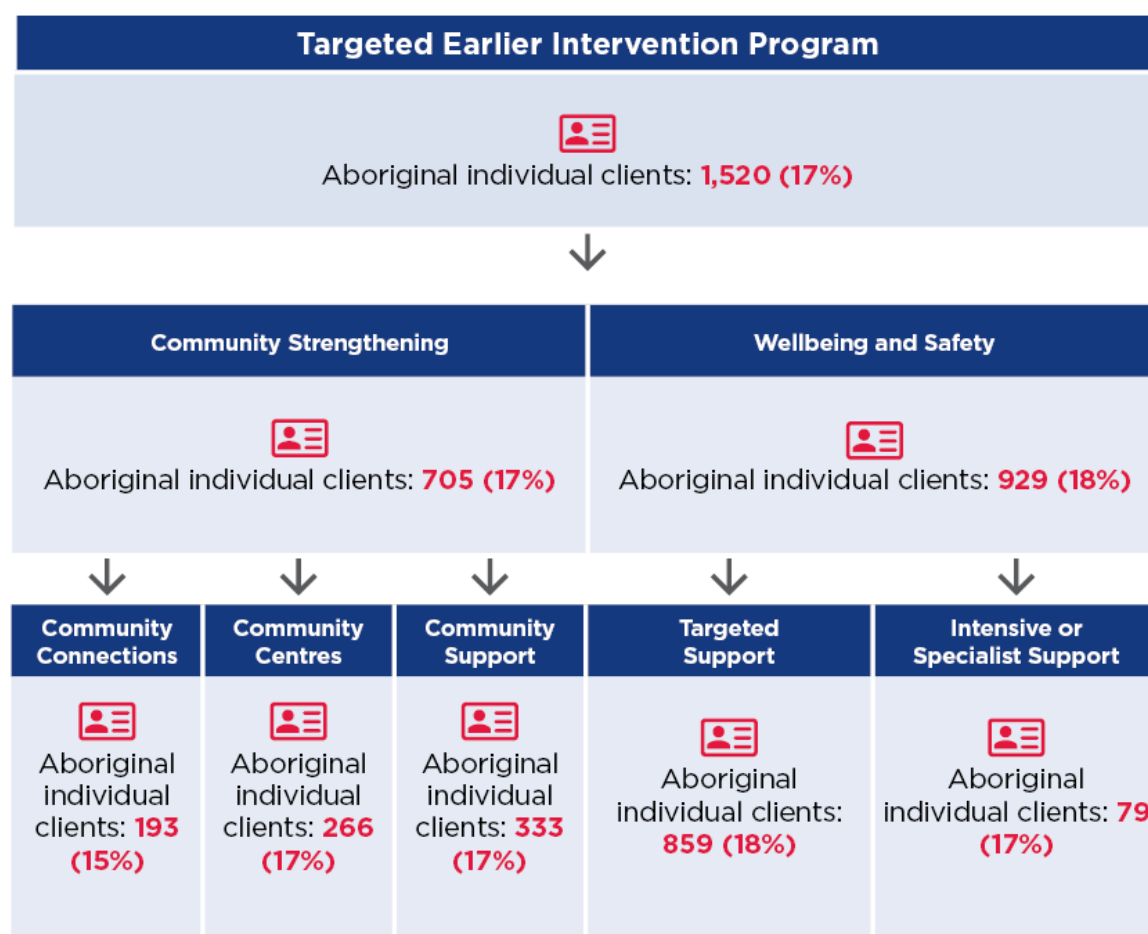 Targeted Earlier Intervention Program
Aboriginal individual clients: 1,520 (17%)
Community Strengthening
Aboriginal individual clients: 705 (17%)
Wellbeing and Safety
Aboriginal individual clients: 929 (18%)
Community
Connections
Aboriginal
individual
clients: 193
(15%)
Community
Centres
Aboriginal
individual
clients: 266
(17%)
Community
Support
Aboriginal
individual
clients: 333
(17%)
Targeted
Support
Aboriginal
individual clients:
859 (18%)
Intensive or
Specialist Support
Aboriginal
individual clients: 79
(17%)